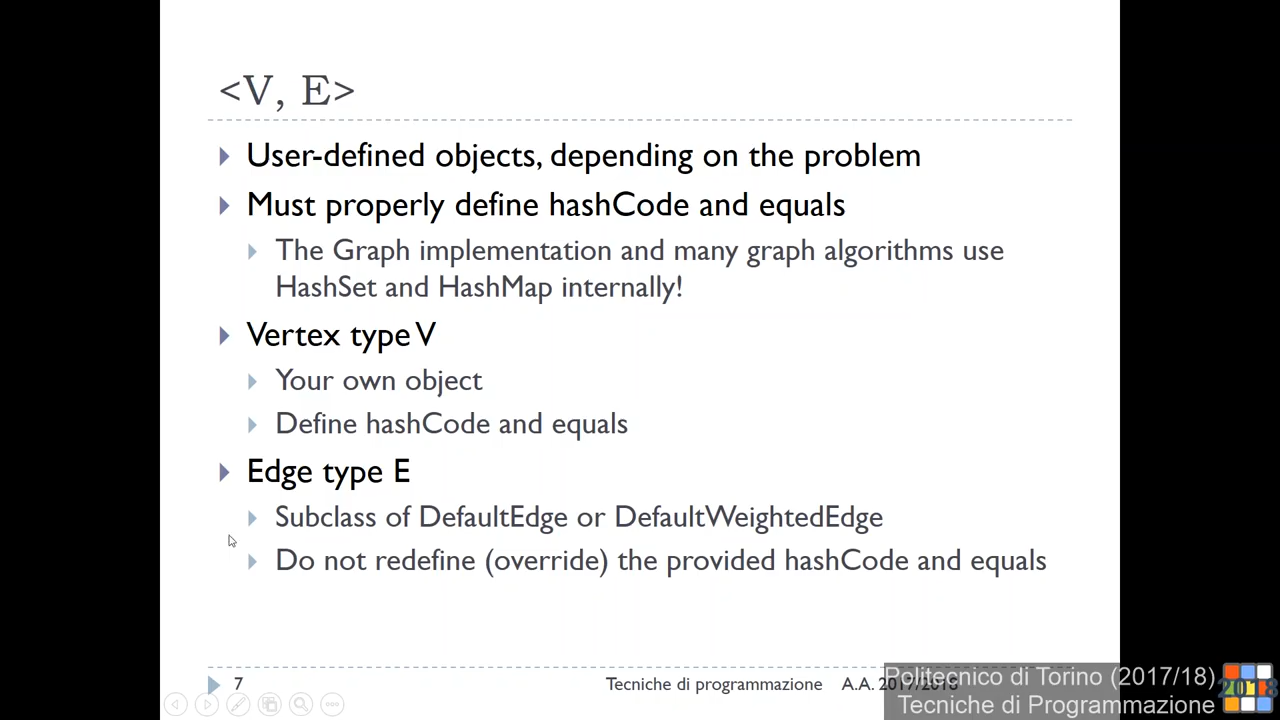 <V, E>
User-defined objects, depending on the problem
Must properly define hashCode and equals
The Graph implementation and many graph algorithms use
HashSet and HashMap internally!
Vertex type V
Your own object
Define hashCode and equals
Edge type E
Subclass of DefaultEdge or DefaultWeightedEdge
Do not redefine (override) the provided hashCode and equals
7
Tecniche di programmazione A.A. 2017/2018
Politecnico di Torino (2017/18)
Tecniche di Programmazione
2018